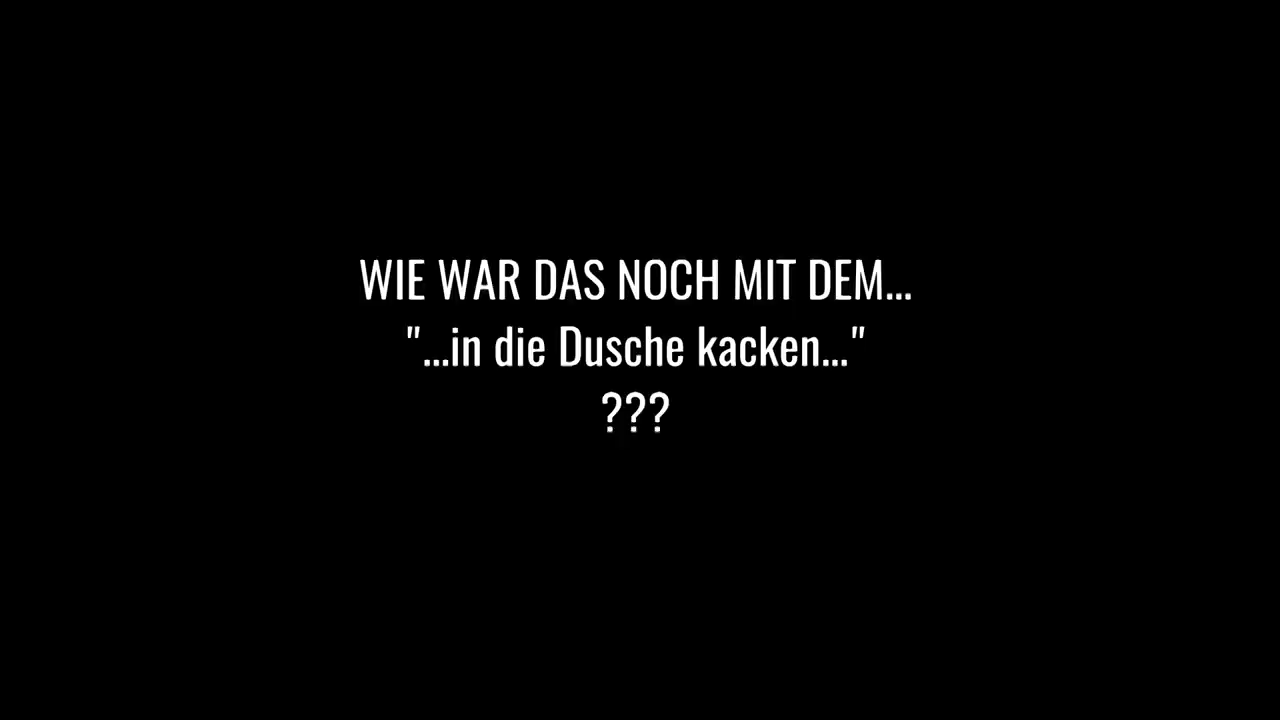 WIE WAR DAS NOCH MIT DEM...
"...in die Dusche kacken..."
???